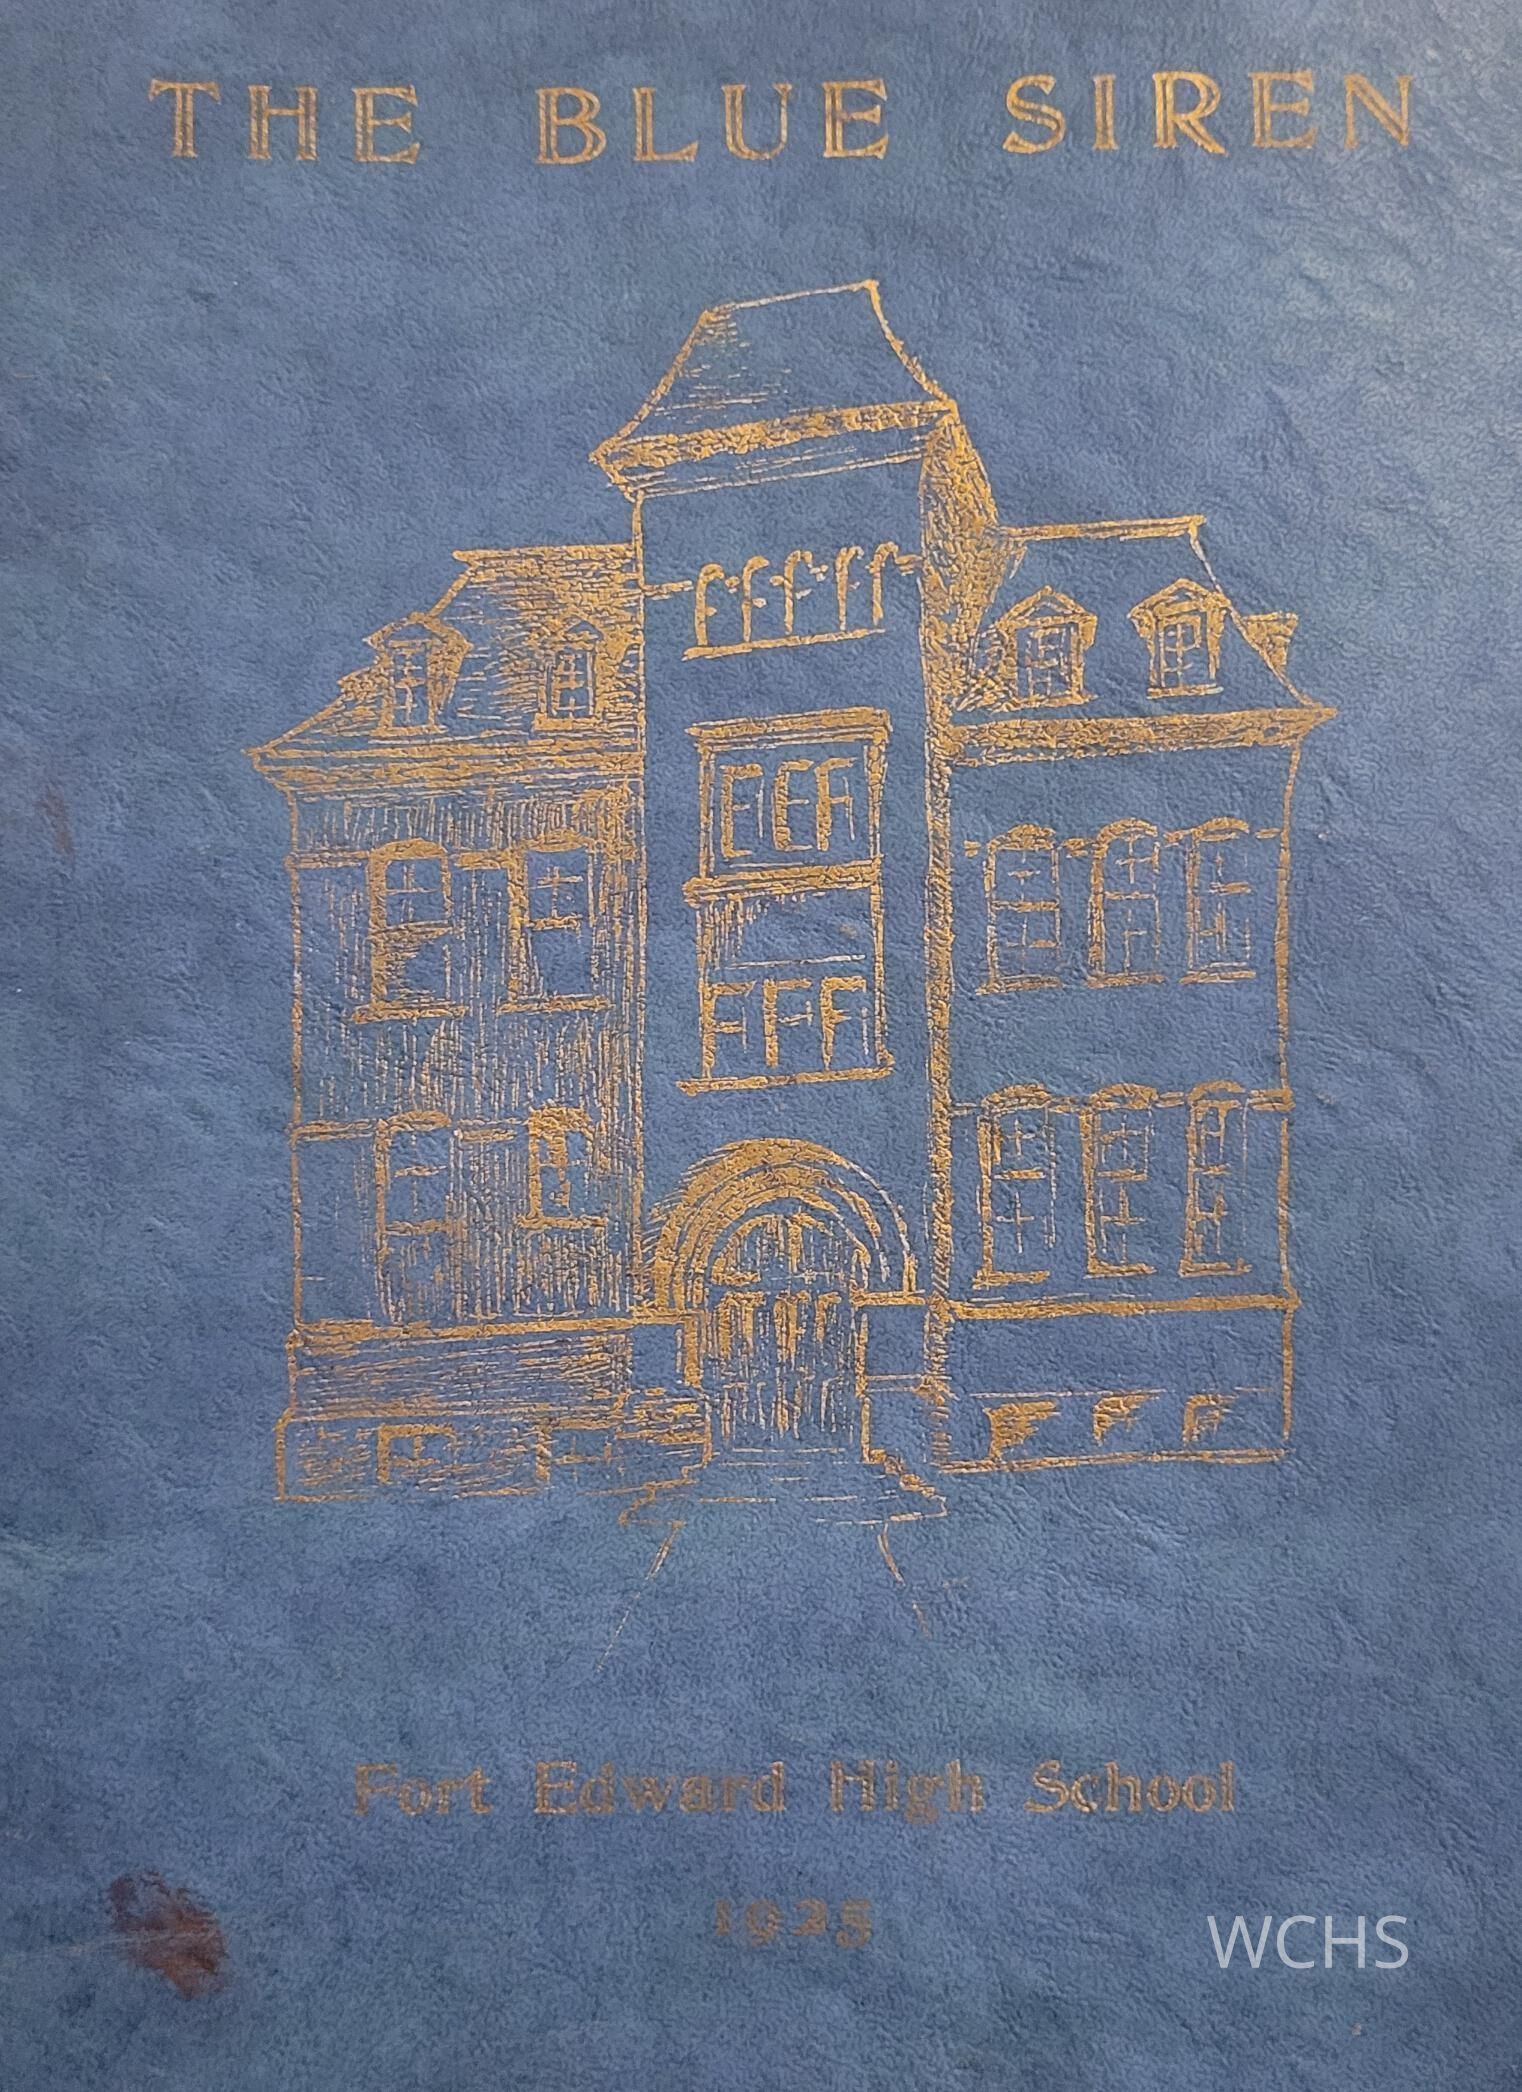 THE BLUE SIREN
Fort Edward High School
1925
WCHS